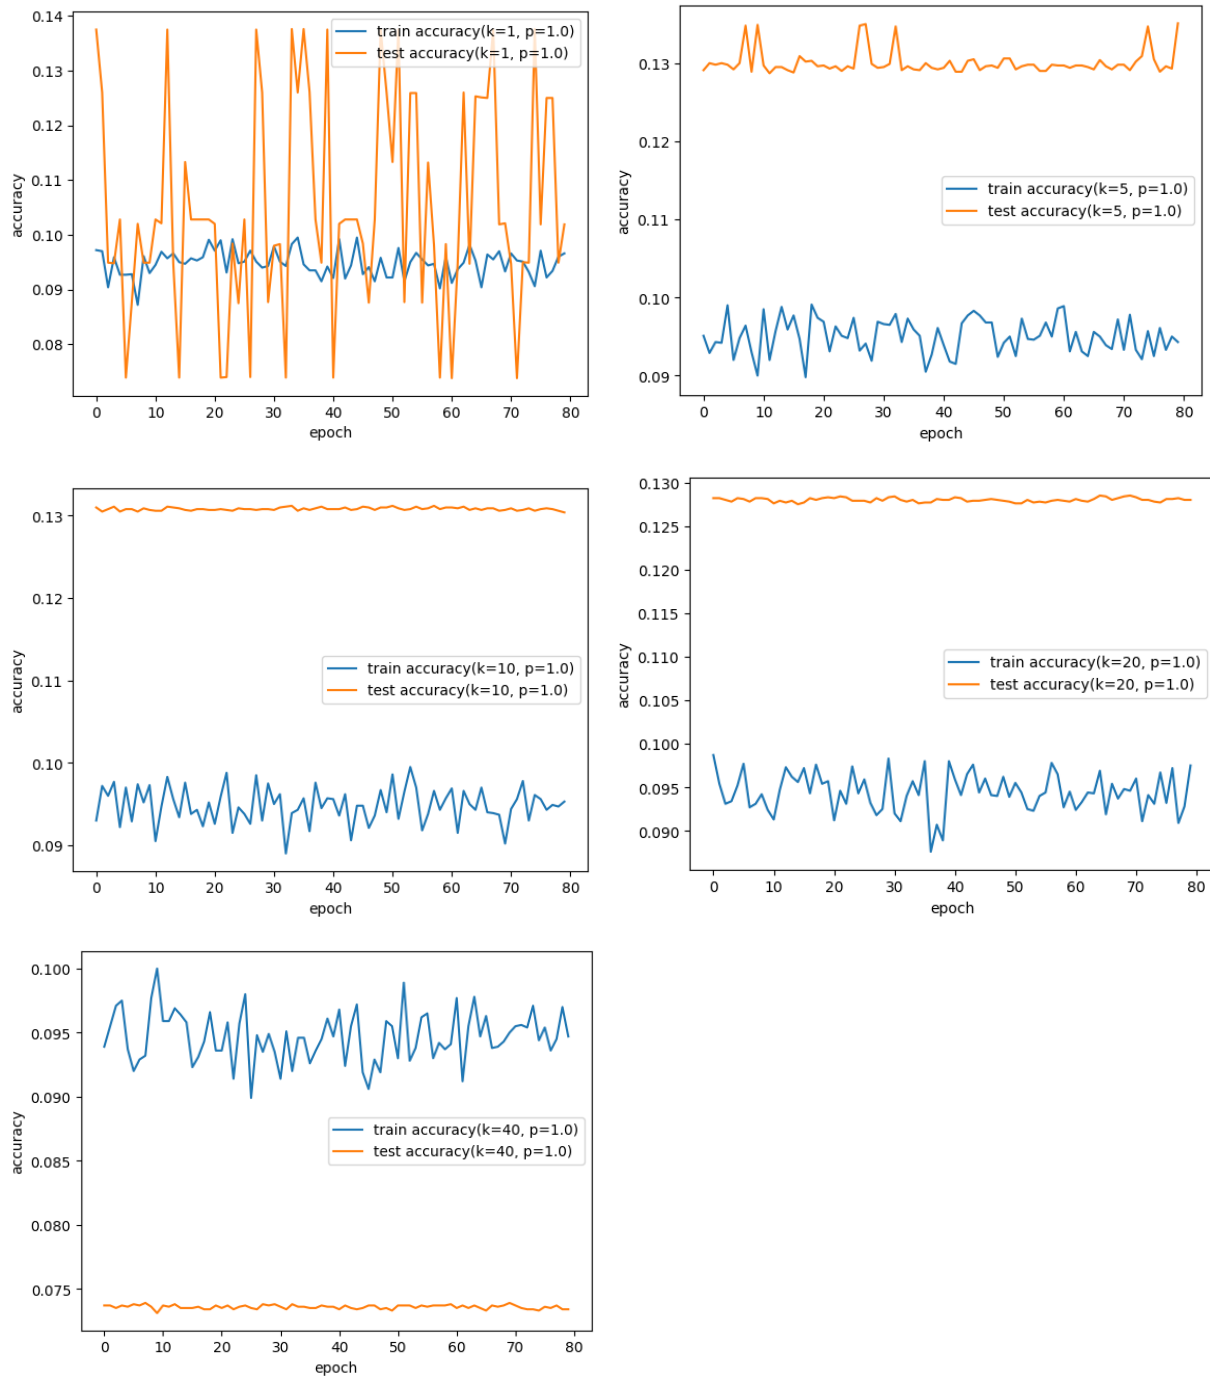 0.14
0.13
0.12
0.11
0.10
0.09
0.08
accuracy
train accuracy(k=1, p=1.0)
test accuracy(k=1, p=1.0)
0 10 20 30 40 50 60 70 80
epoch
0.13
0.12
0.11
0.10
0.09
accuracy
train accuracy(k=5, p=1.0)
test accuracy(k=5, p=1.0)
0 10 20 30 40 50 60 70 80
epoch
0.13
0.12
0.11
0.10
0.09
accuracy
train accuracy(k=10, p=1.0)
test accuracy(k=10, p=1.0)
0 10 20 30 40 50 60 70 80
epoch
0.130
0.125
0.120
0.115
0.110
0.105
0.100
0.095
0.090
accuracy
train accuracy(k=20, p=1.0)
test accuracy(k=20, p=1.0)
0 10 20 30 40 50 60 70 80
epoch
0.100
0.095
0.090
0.085
0.080
0.075
accuracy
train accuracy(k=40, p=1.0)
test accuracy(k=40, p=1.0)
0 10 20 30 40 50 60 70 80
epoch